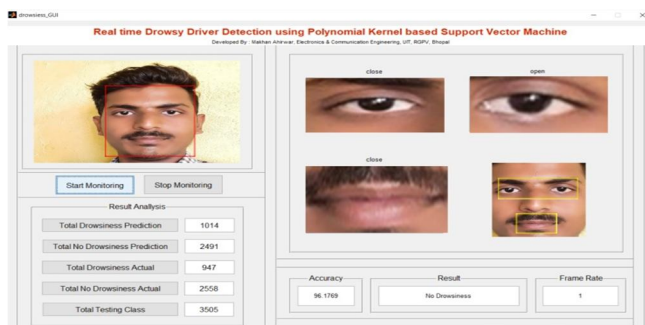 drowsiess_GUI
Real time Drowsy Driver Detection using Polynomial Kernel based Support Vector Machine
Developed By : Makhan Ahirwar, Electronics & Communication Engineering, UIT, RGPV, Bhopal
close
open
close
Start Monitoring
Stop Monitoring
Result Analysis
Total Drowsiness Prediction
1014
Total No Drowsiness Prediction
2491
Total Drowsiness Actual
947
Total No Drowsiness Actual
2558
Total Testing Class
3505
Accuracy
96.1769
Result
No Drowsiness
Frame Rate
1